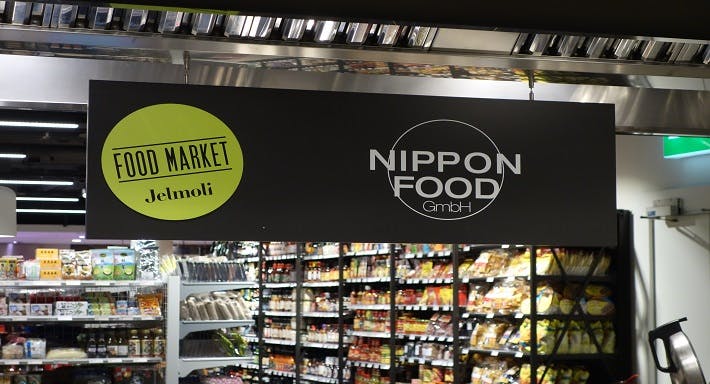 FOOD MARKET
Jelmoli
NIPPON
FOOD
GmbH